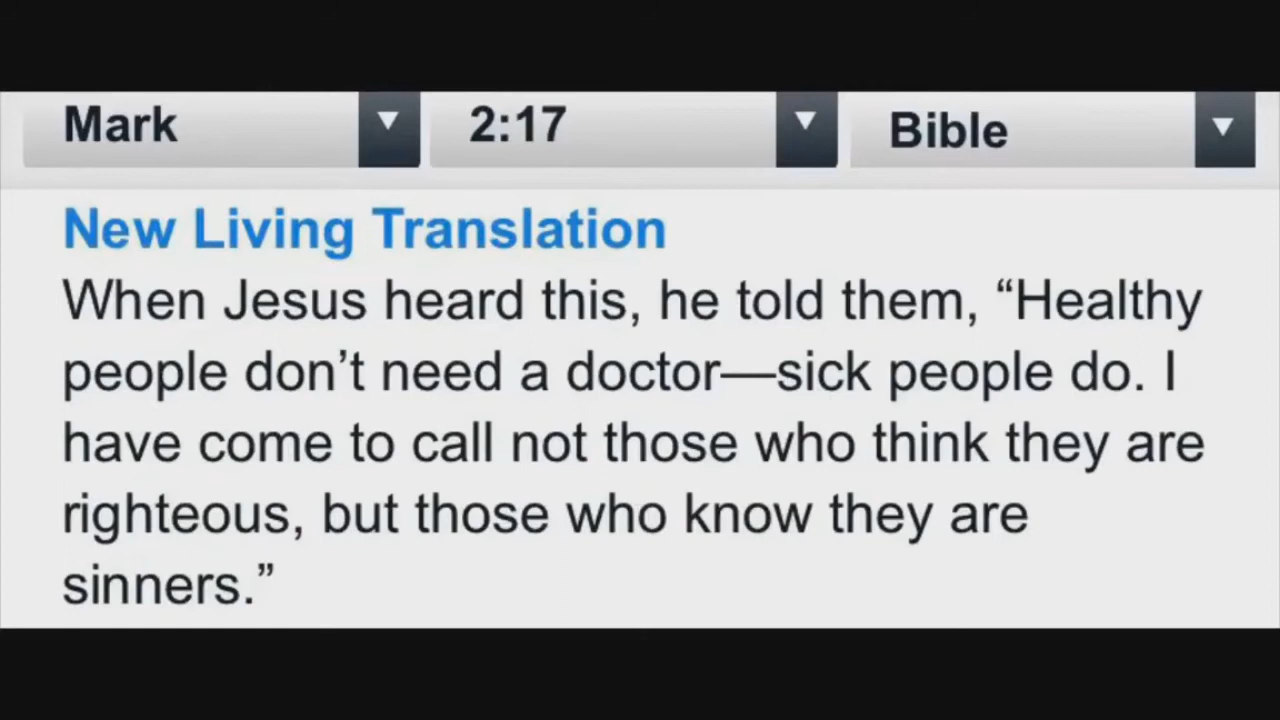 Mark 2:17 Bible
New Living Translation
When Jesus heard this, he told them, “Healthy
people don’t need a doctor—sick people do. I
have come to call not those who think they are
righteous, but those who know they are
sinners.”